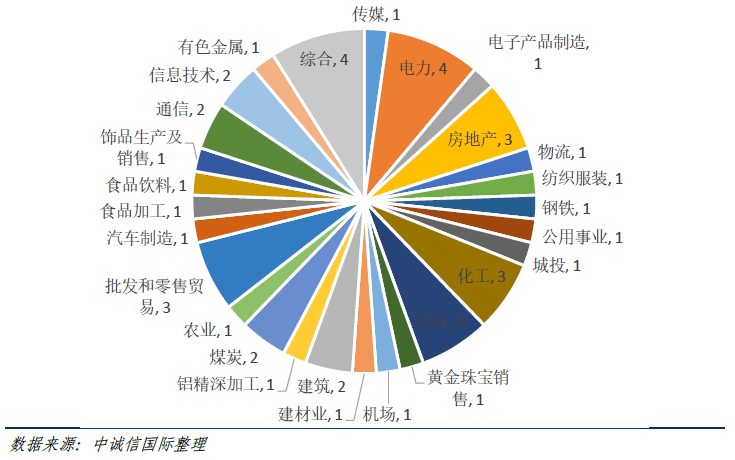 传媒, 1
电力, 4
电子产品制造,
1
房地产, 3
物流, 1
纺织服装, 1
钢铁, 1
公用事业, 1
城投, 1
化工, 3
黄金珠宝销
售, 1
机场, 1
建材业, 1
建筑, 2
铝精深加工, 1
煤炭, 2
农业, 1
批发和零售贸
易, 3
汽车制造, 1
食品加工, 1
食品饮料, 1
饰品生产及
销售, 1
通信, 2
信息技术, 2
有色金属, 1
综合, 4
数据来源：中诚信国际整理